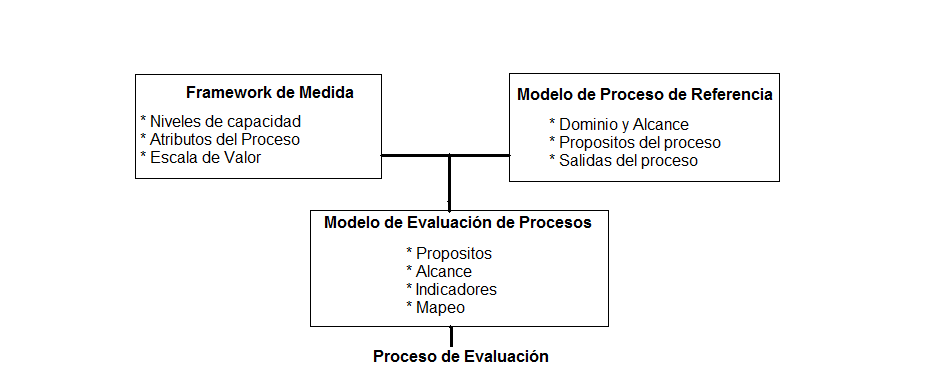 Framework de Medida
* Niveles de capacidad
* Atributos del Proceso
* Escala de Valor
Modelo de Proceso de Referencia
* Dominio y Alcance
* Propositos del proceso
* Salidas del proceso
Modelo de Evaluación de Procesos
* Propositos
* Alcance
* Indicadores
* Mapeo
Proceso de Evaluación